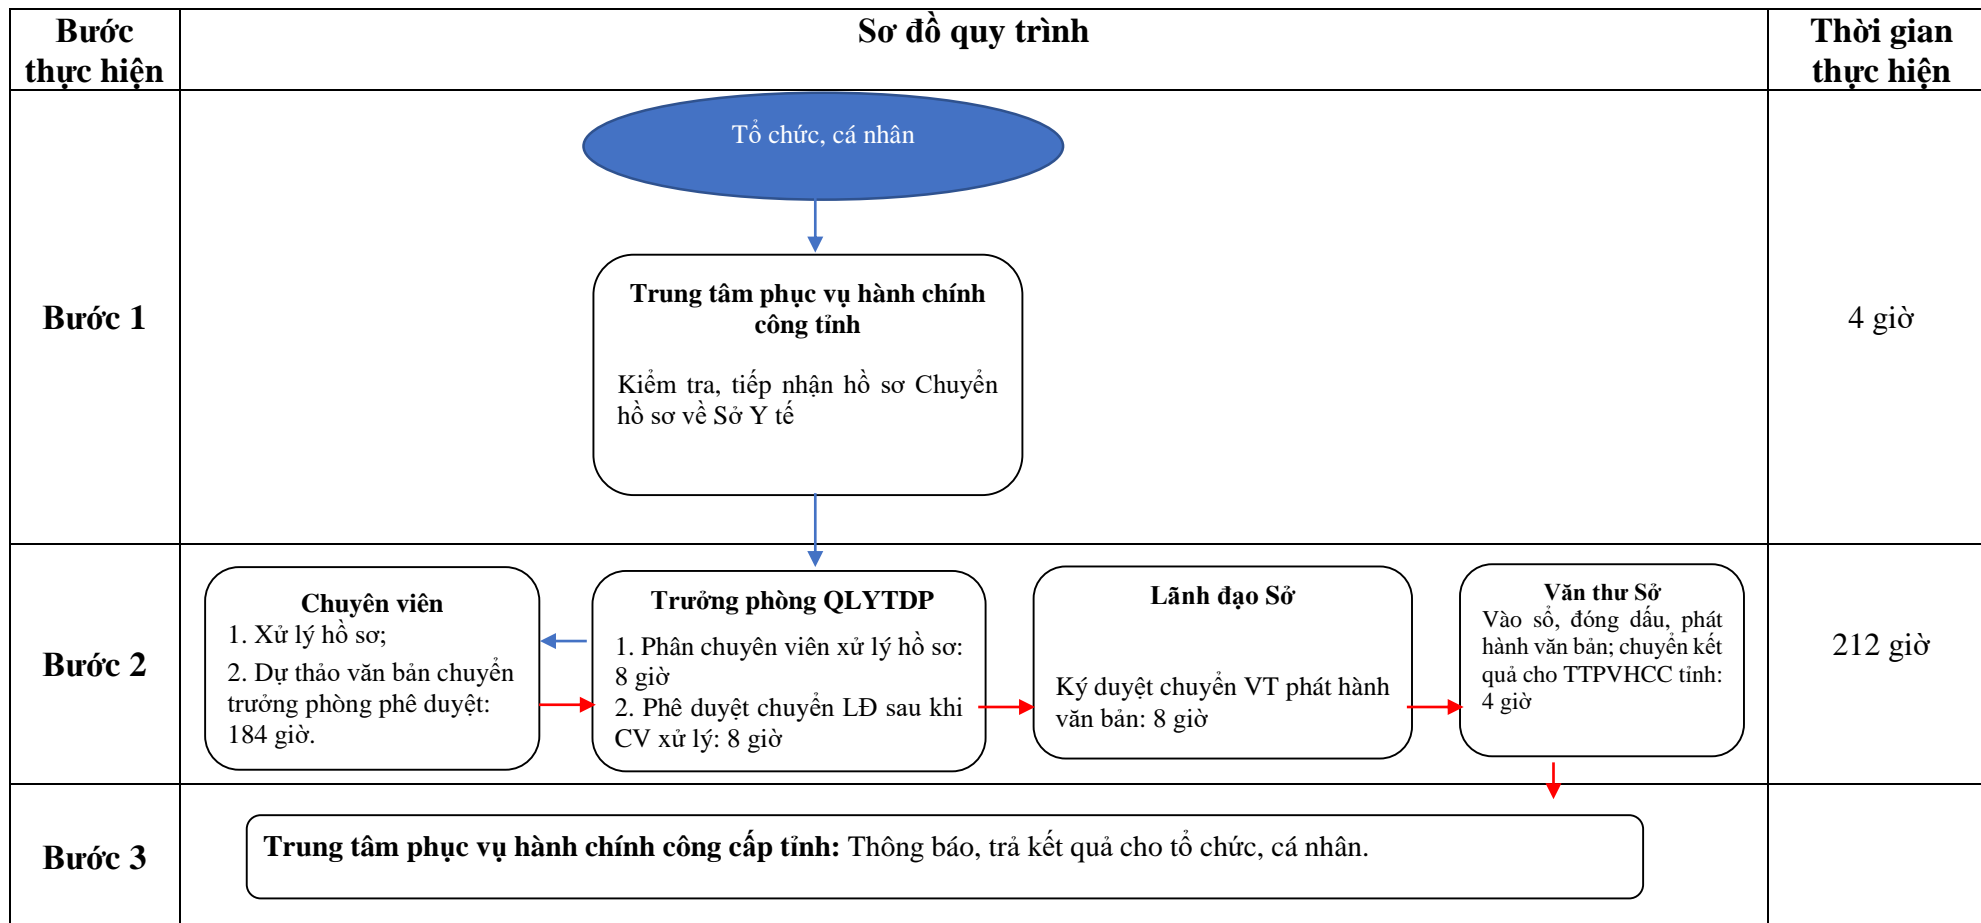 Bước
thực hiện
Sơ đồ quy trình
Thời gian
thực hiện
Bước 1
Tổ chức, cá nhân
Trung tâm phục vụ hành chính
công tỉnh
Kiểm tra, tiếp nhận hồ sơ Chuyển
hồ sơ về Sở Y tế
4 giờ
Bước 2
Chuyên viên
1. Xử lý hồ sơ;
2. Dự thảo văn bản chuyển
trưởng phòng phê duyệt:
184 giờ.
Trưởng phòng QLYTDP
1. Phân chuyên viên xử lý hồ sơ:
8 giờ
2. Phê duyệt chuyển LĐ sau khi
CV xử lý: 8 giờ
Lãnh đạo Sở
Ký duyệt chuyển VT phát hành
văn bản: 8 giờ
Văn thư Sở
Vào sổ, đóng dấu, phát
hành văn bản; chuyển kết
quả cho TTPVHCC tỉnh:
4 giờ
212 giờ
Bước 3
Trung tâm phục vụ hành chính công cấp tỉnh: Thông báo, trả kết quả cho tổ chức, cá nhân.